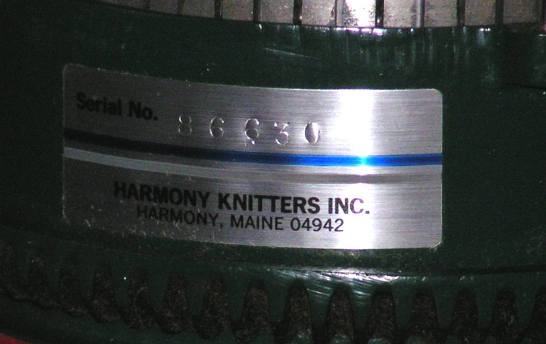 Serial No. 86630
HARMONY KNITTERS INC.
HARMONY, MAINE 04942